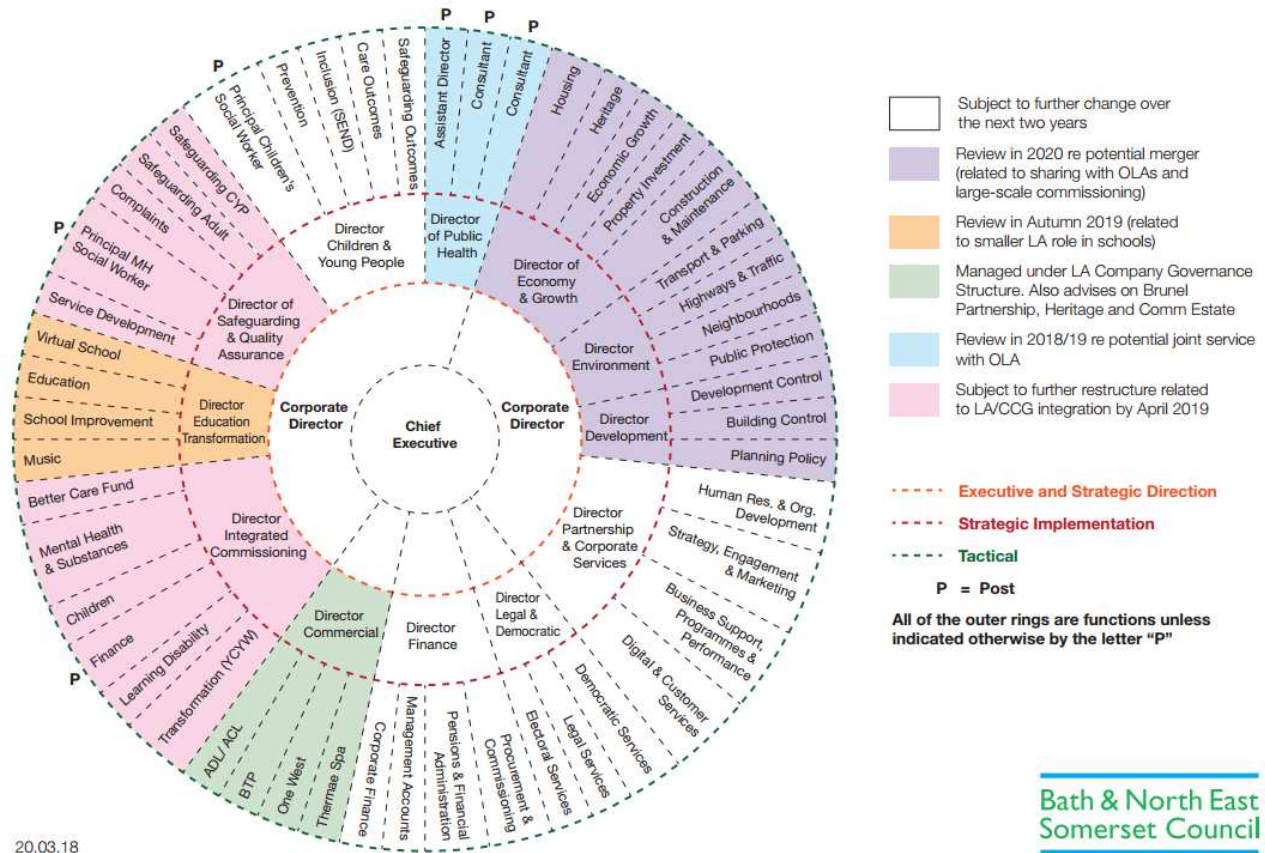 P
P
P
P
P
P
Safeguarding Outcomes
Care Outcomes
Inclusion (SEND)
Prevention
Principal Children's
Social Worker
Safeguarding CYP
Safeguarding Adult
Complaints
Principal MH
Social Worker
Service Development
Virtual School
Education
School Improvement
Music
Better Care Fund
Mental Health
& Substances
Children
Finance
Learning Disability
Transformation (YCYW)
ADL/ ACL
BTP
One West
Thermae Spa
Corporate Finance
Management Accounts
Pensions & Financial
Administration
Procurement &
Commissioning
Electoral Services
Legal Services
Democratic Services
Digital & Customer
Services
Business Support,
Programmes &
Performance
Strategy, Engagement
& Marketing
Human Res. & Org.
Development
Planning Policy
Building Control
Development Control
Public Protection
Neighbourhoods
Highways & Traffic
Transport & Parking
Construction
& Maintenance
Property Investment
Economic Growth
Heritage
Housing
Consultant
Consultant
Assistant Director
Director
Children &
Young People
Director
of Public
Health
Director of
Economy
& Growth
Director
Environment
Director
Development
Director
Partnership
& Corporate
Services
Director
Legal &
Democratic
Director
Finance
Director
Commercial
Director
Integrated
Commissioning
Director
Education
Transformation
Director of
Safeguarding
& Quality
Assurance
Corporate
Director
Chief
Executive
Corporate
Director
Subject to further change over
the next two years
Review in 2020 re potential merger
(related to sharing with OLAs and
large-scale commissioning)
Review in Autumn 2019 (related
to smaller LA role in schools)
Managed under LA Company Governance
Structure. Also advises on Brunel
Partnership, Heritage and Comm Estate
Review in 2018/19 re potential joint service
with OLA
Subject to further restructure related
to LA/CCG integration by April 2019
Executive and Strategic Direction
Strategic Implementation
Tactical
P = Post
All of the outer rings are functions unless
indicated otherwise by the letter “P”
20.03.18
Bath & North East
Somerset Council